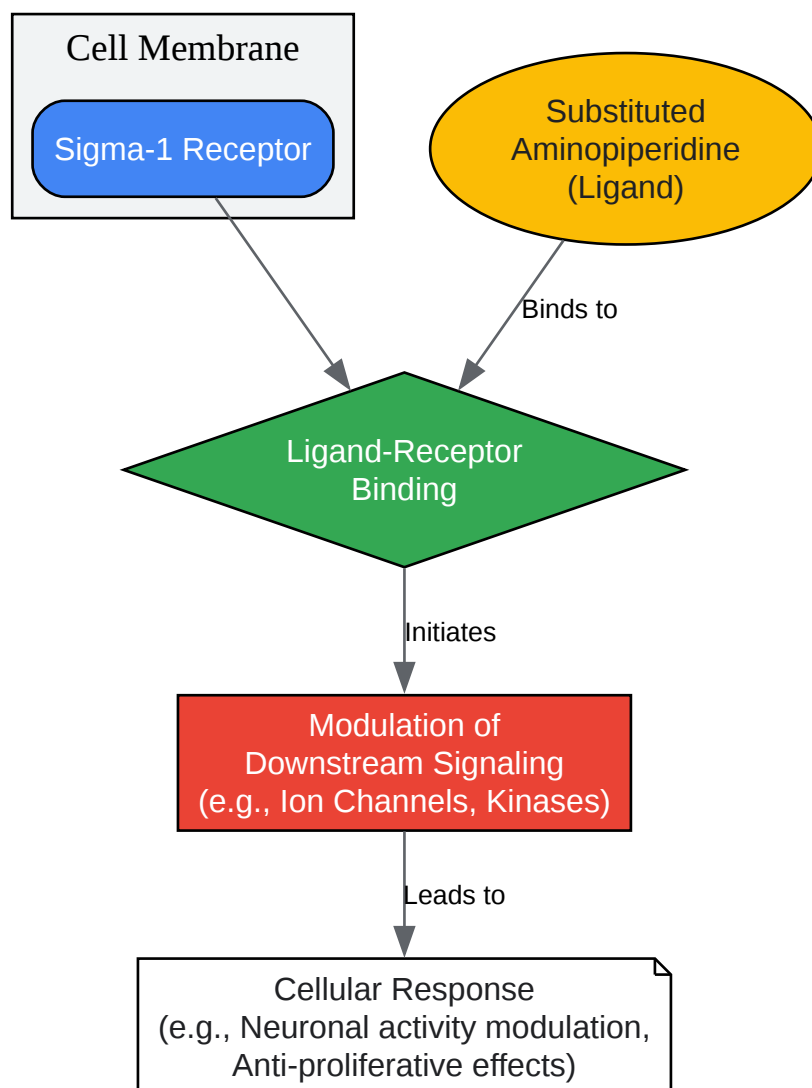 Cell Membrane
Sigma-1 Receptor
Substituted
Aminopiperidine
(Ligand)
Binds to
Ligand-Receptor
Binding
Initiates
Modulation of
Downstream Signaling
(e.g., Ion Channels, Kinases)
Leads to
Cellular Response
(e.g., Neuronal activity modulation,
Anti-proliferative effects)